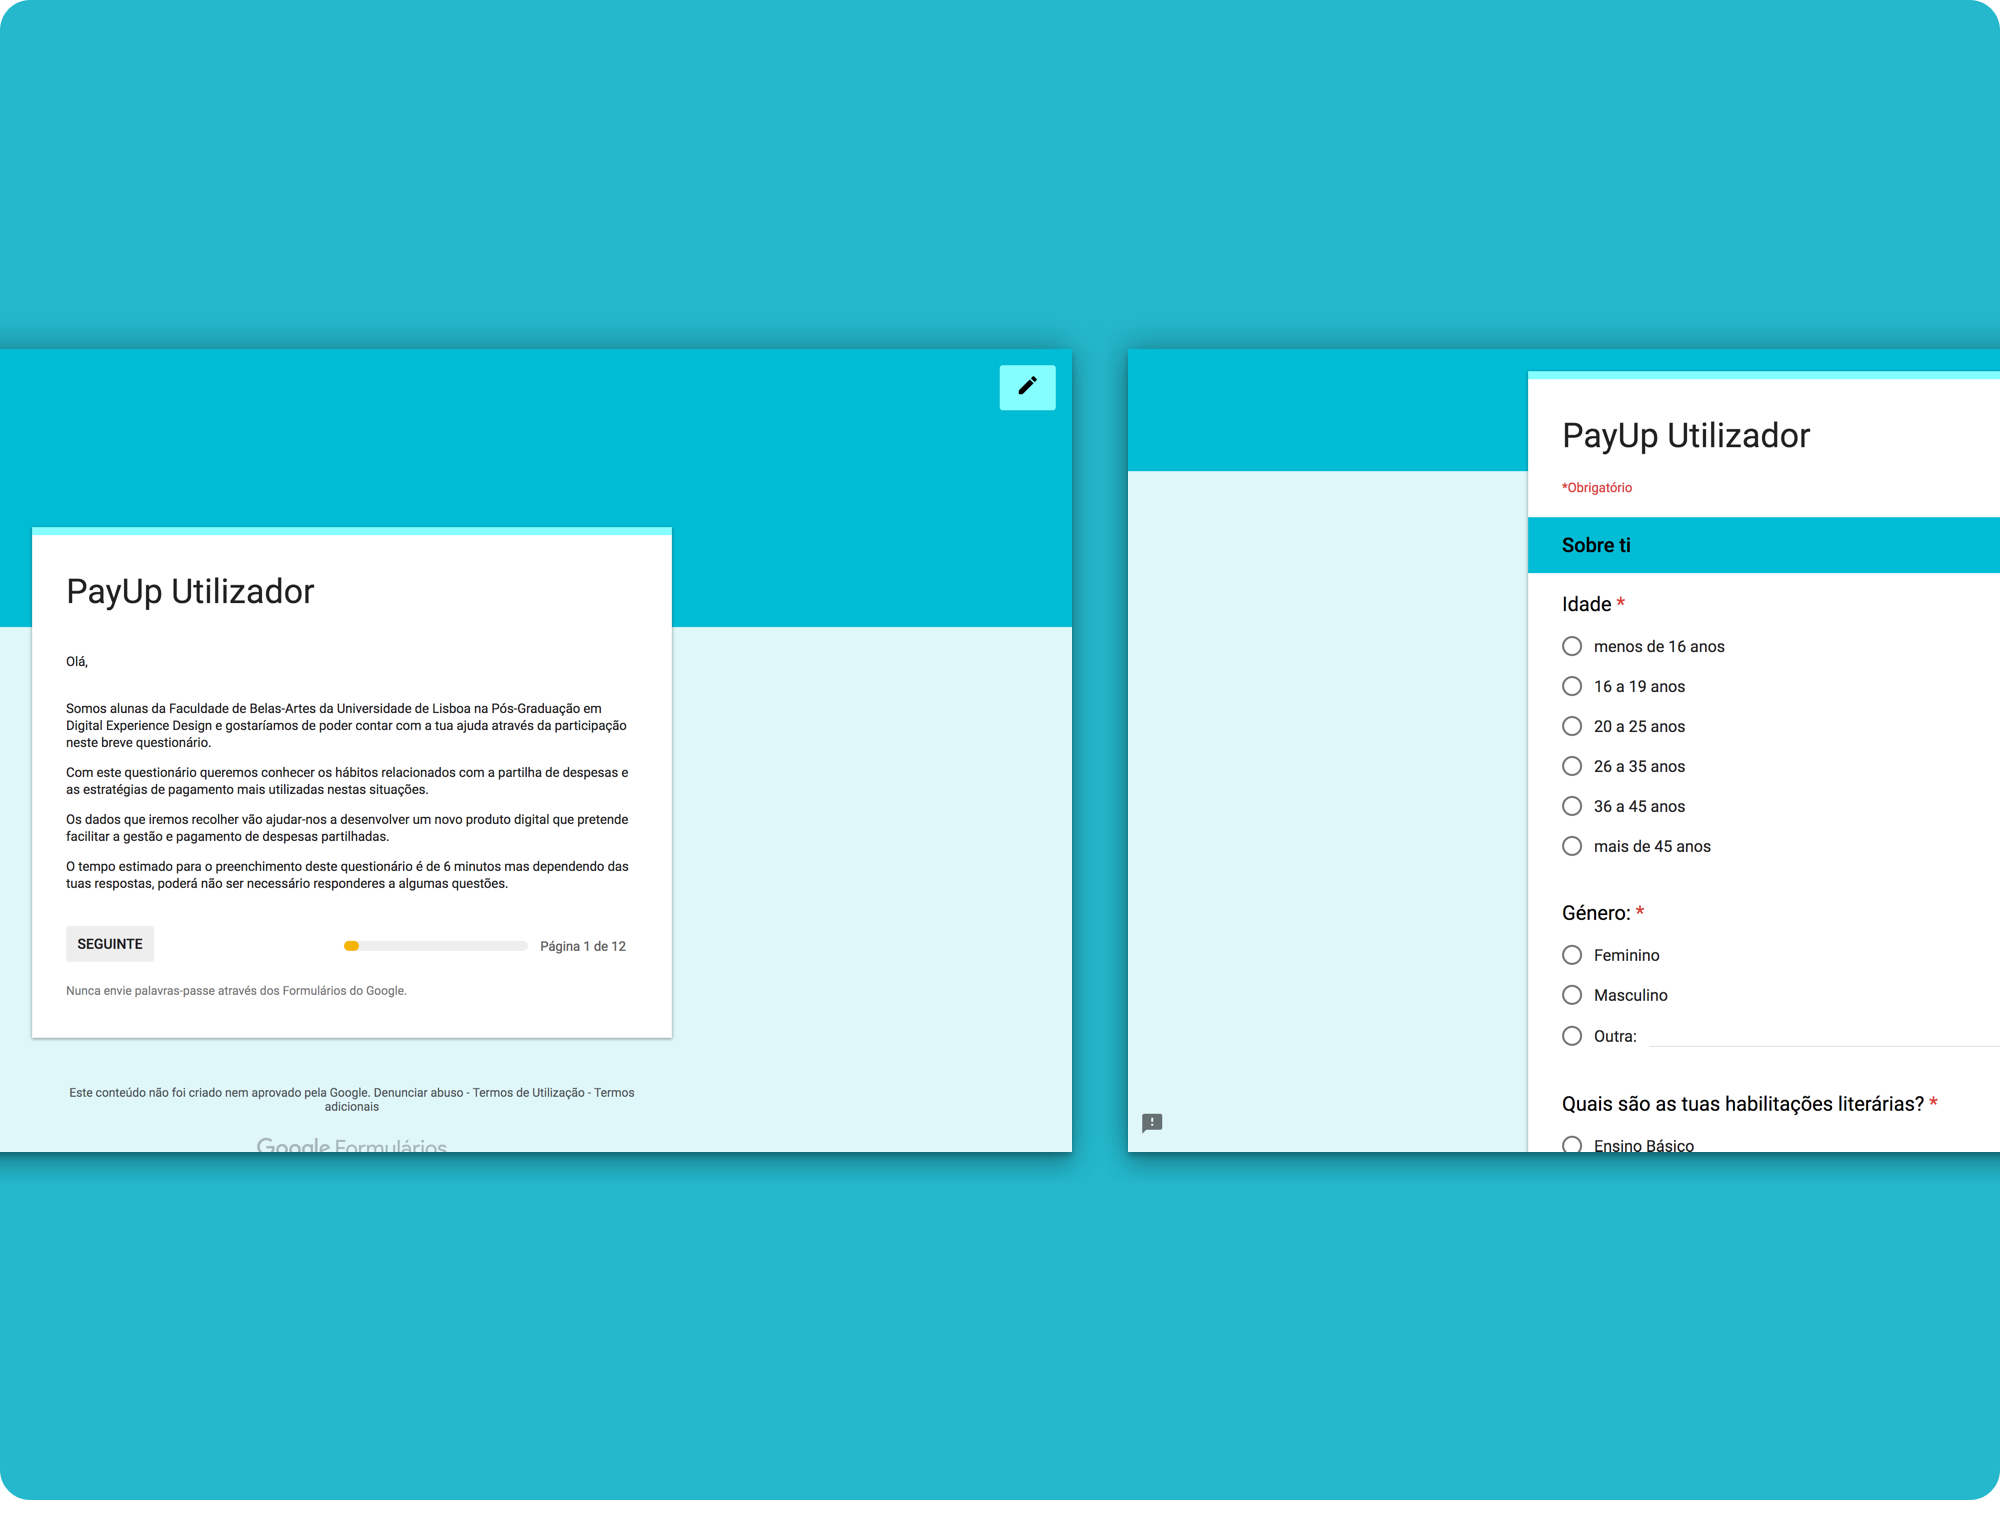 PayUp Utilizador
Olá,
Somos alunas da Faculdade de Belas-Artes da Universidade de Lisboa na Pós-Graduação em
Digital Experience Design e gostaríamos de poder contar com a tua ajuda através da participação
neste breve questionário.
Com este questionário queremos conhecer os hábitos relacionados com a partilha de despesas e
as estratégias de pagamento mais utilizadas nestas situações.
Os dados que iremos recolher vão ajudar-nos a desenvolver um novo produto digital que pretende
facilitar a gestão e pagamento de despesas partilhadas.
O tempo estimado para o preenchimento deste questionário é de 6 minutos mas dependendo das
tuas respostas, poderá não ser necessário responderes a algumas questões.
SEGUINTE
Página 1 de 12
Nunca envie palavras-passe através dos Formulários do Google.
Este conteúdo não foi criado nem aprovado pela Google. Denunciar abuso - Termos de Utilização - Termos
adicionais
Google Formulários
PayUp Utilizador
*Obrigatório
Sobre ti
Idade *
menos de 16 anos
16 a 19 anos
20 a 25 anos
26 a 35 anos
36 a 45 anos
mais de 45 anos
Género: *
Feminino
Masculino
Outra:
Quais são as tuas habilitações literárias? *
Ensino Básico